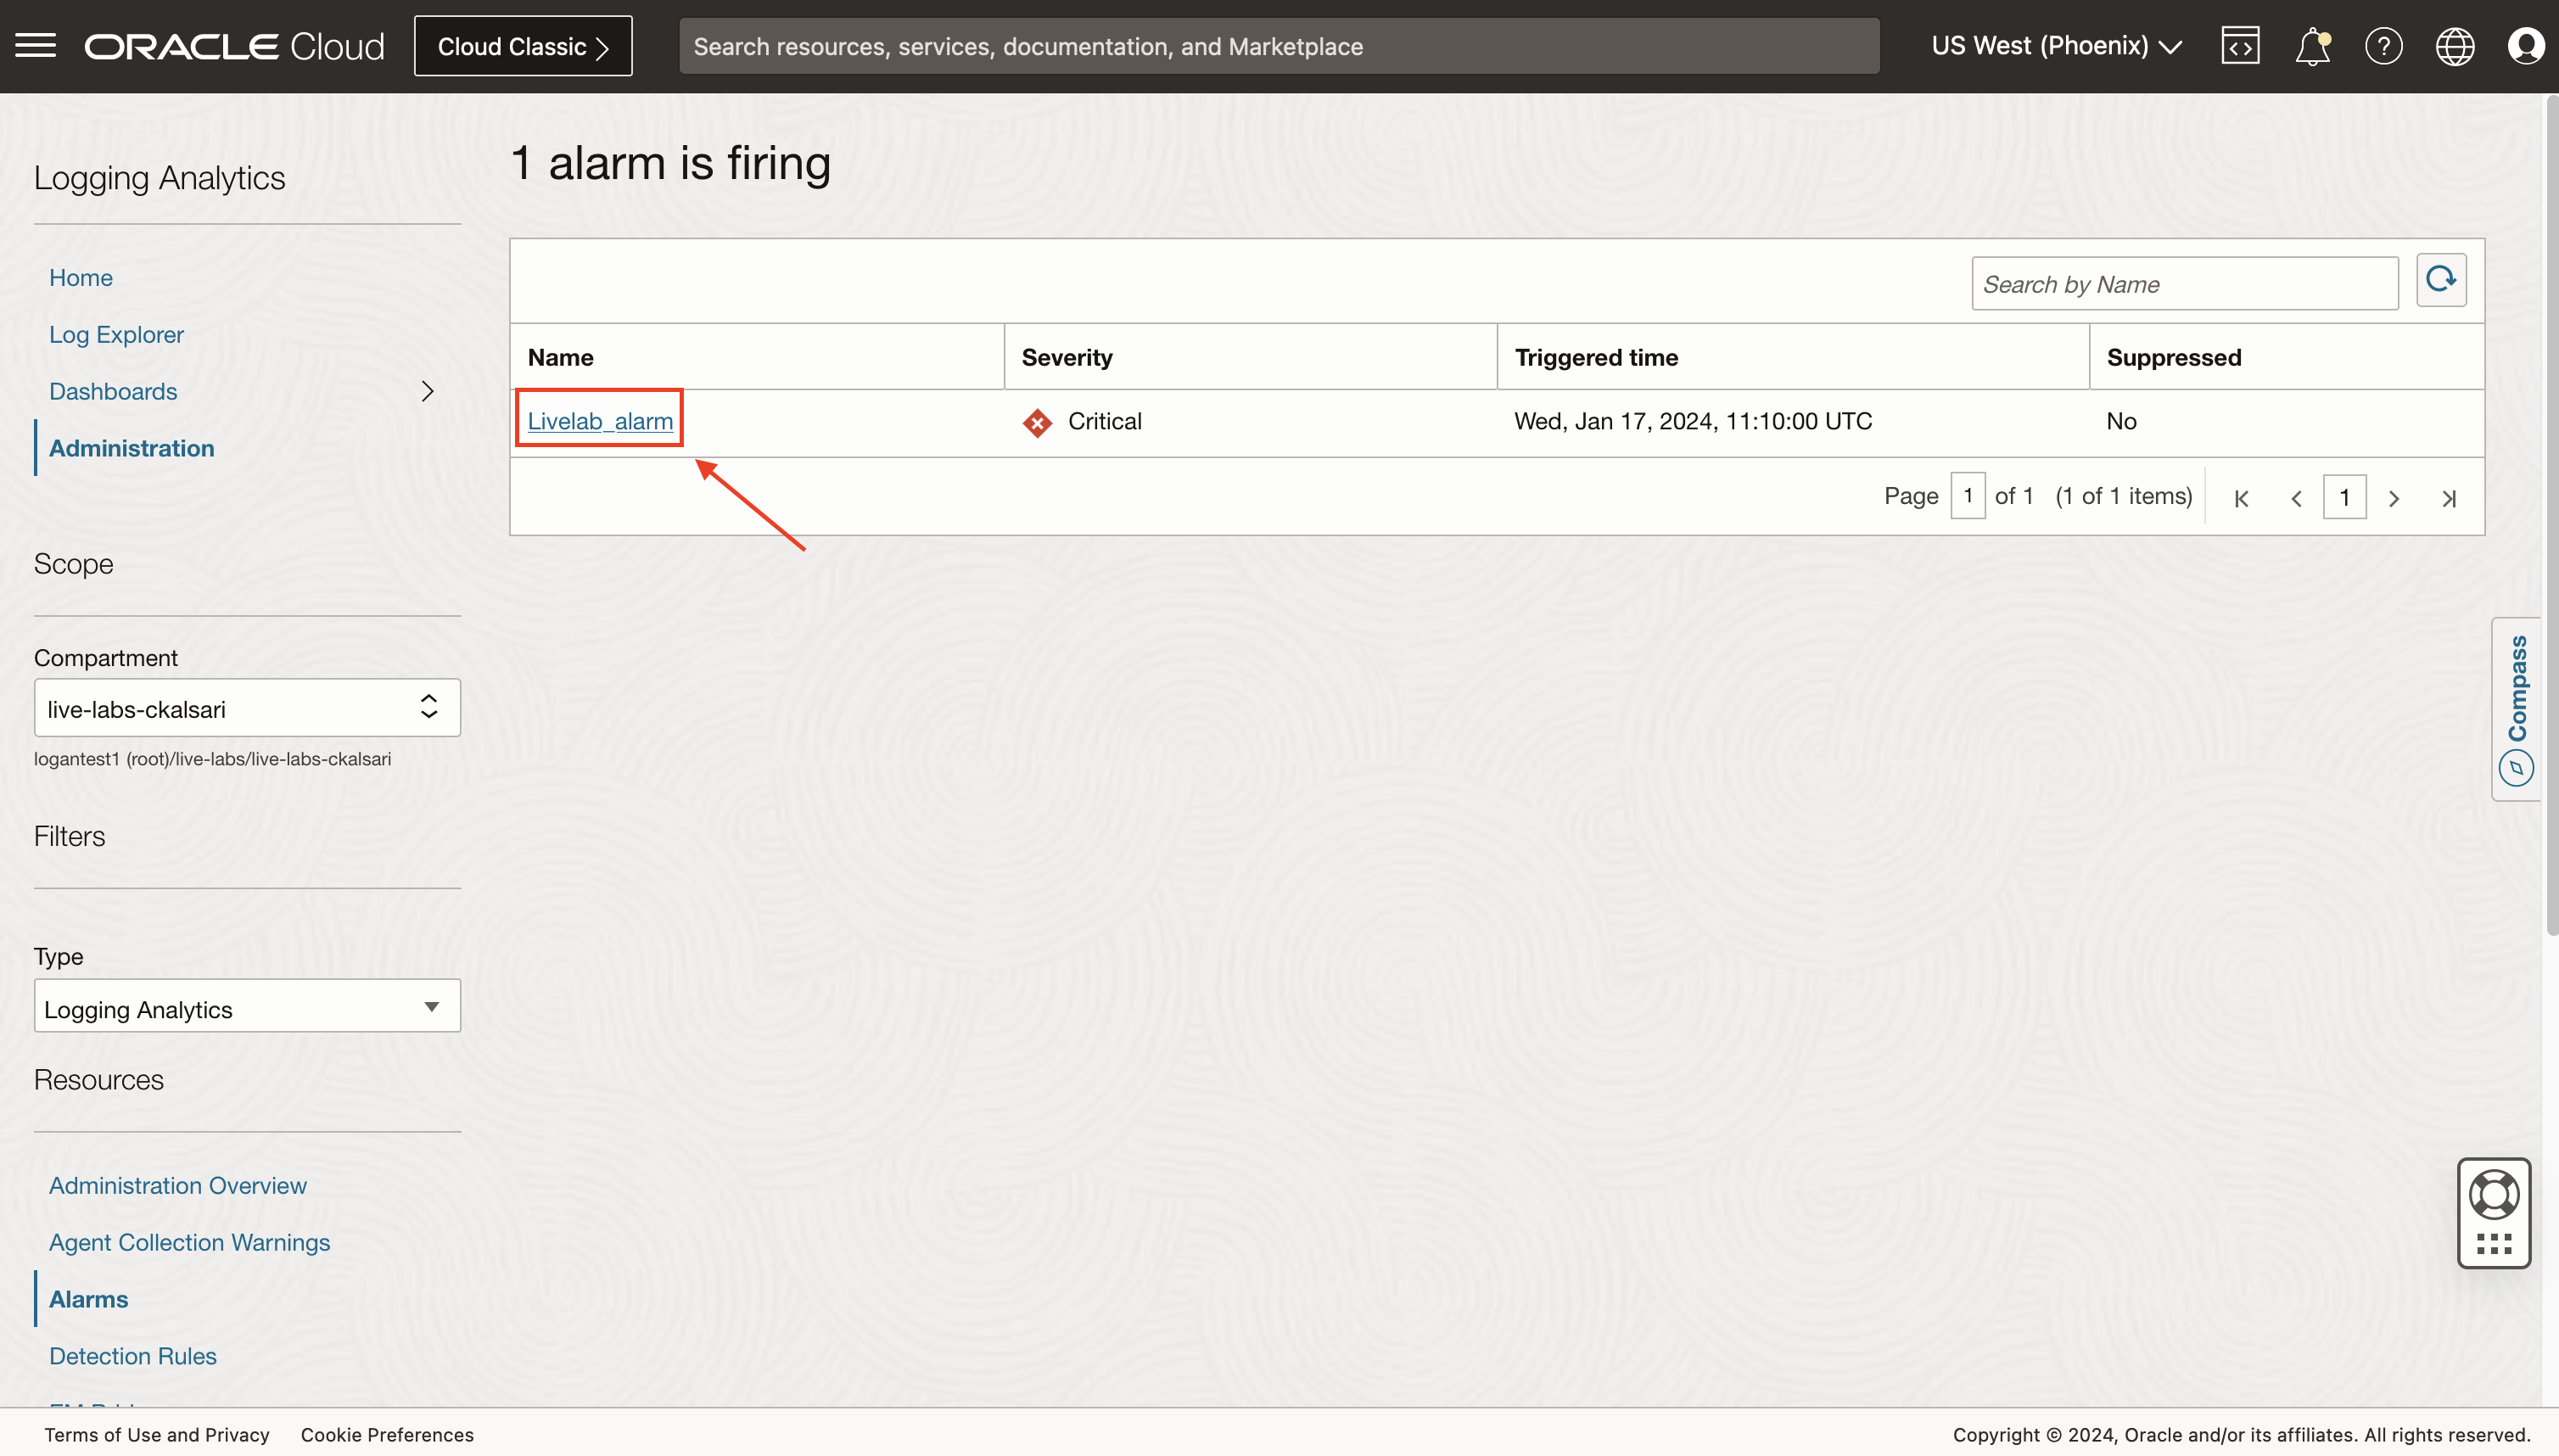 ORACLE Cloud
Cloud Classic
Search resources, services, documentation, and Marketplace
US West (Phoenix)
Logging Analytics
Home
Log Explorer
Dashboards
Administration
Scope
Compartment
live-labs-ckalsari
logantest1 (root)/live-labs/live-labs-ckalsari
Filters
Type
Logging Analytics
Resources
Administration Overview
Agent Collection Warnings
Alarms
Detection Rules
1 alarm is firing
Search by Name
Name Severity Triggered time Suppressed
Livelab_alarm Critical Wed, Jan 17, 2024, 11:10:00 UTC No
Page 1 of 1 (1 of 1 items) 1
Compass
Terms of Use and Privacy Cookie Preferences
Copyright © 2024, Oracle and/or its affiliates. All rights reserved.